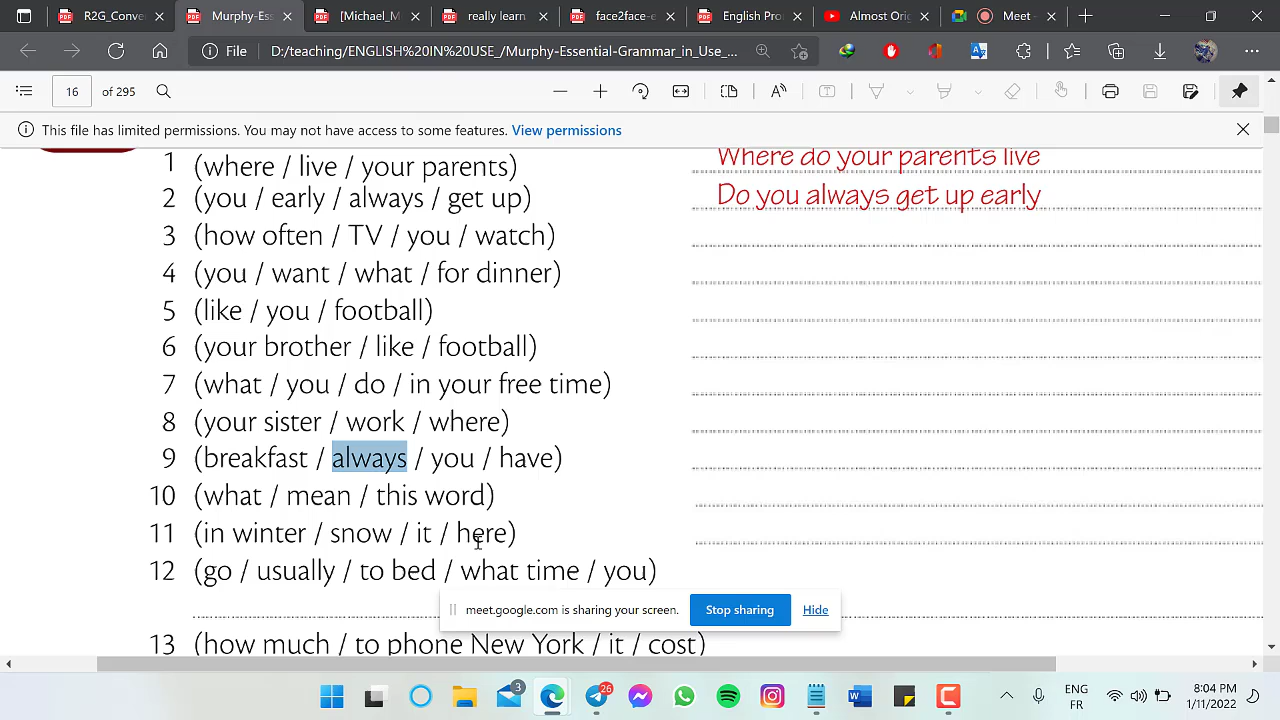 R2G_Conve
Murphy-Ess
[Michael_M
really learn
face2face-e
English Pro
Almost Orig
Meet -
File
D:/teaching/ENGLISH%20IN%20USE_/Murphy-Essential-Grammar_in_Use_...
16 of 295
This file has limited permissions. You may not have access to some features. View permissions
1 (where / live / your parents) Where do your parents live
2 (you / early / always / get up) Do you always get up early
3 (how often / TV / you / watch)
4 (you / want / what / for dinner)
5 (like / you / football)
6 (your brother / like / football)
7 (what / you / do / in your free time)
8 (your sister / work / where)
9 (breakfast / always / you / have)
10 (what / mean / this word)
11 (in winter / snow / it / here)
12 (go / usually / to bed / what time / you)
meet.google.com is sharing your screen. Stop sharing Hide
13 (how much / to phone New York / it / cost)
3
26
ENG
FR
8:04 PM
1/11/2022